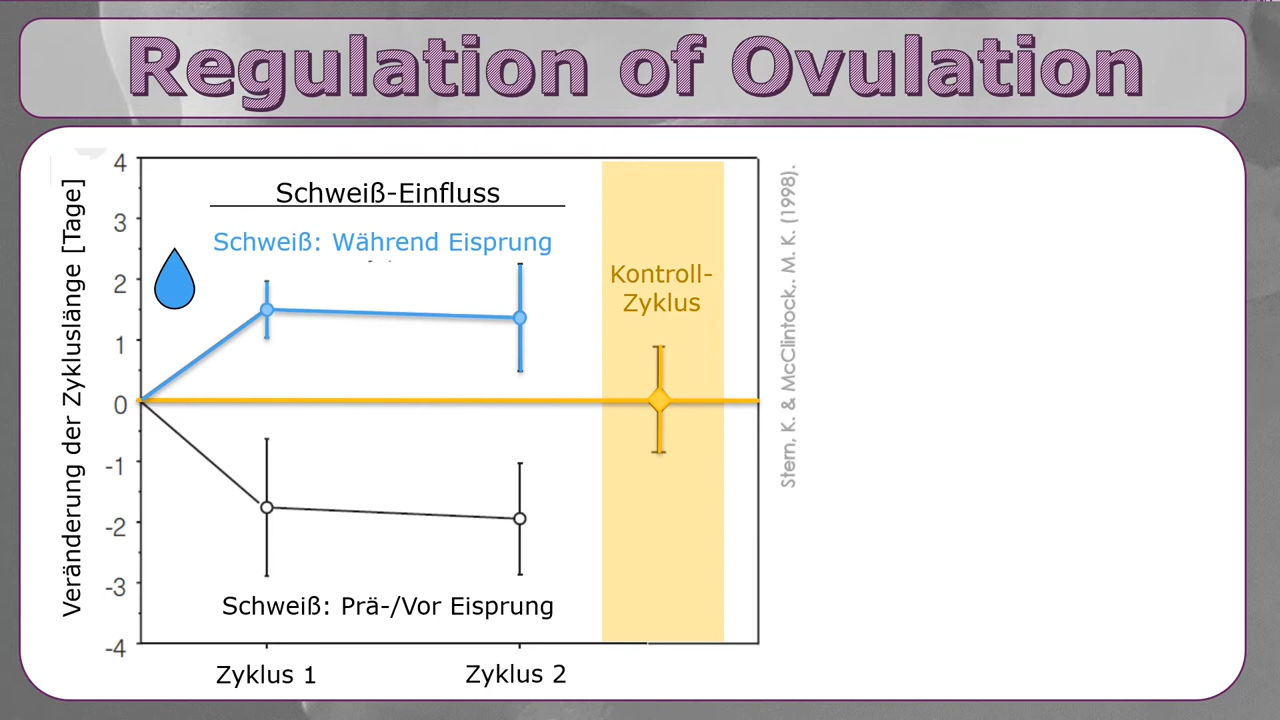 Regulation of Ovulation
Veränderung der Zykluslänge [Tage]
4
3
2
1
0
-1
-2
-3
-4
Schweiß-Einfluss
Schweiß: Während Eisprung
Kontroll-
Zyklus
Schweiß: Prä-/Vor Eisprung
Zyklus 1
Zyklus 2
Stern, K. & McClintock,. M. K. (1998).